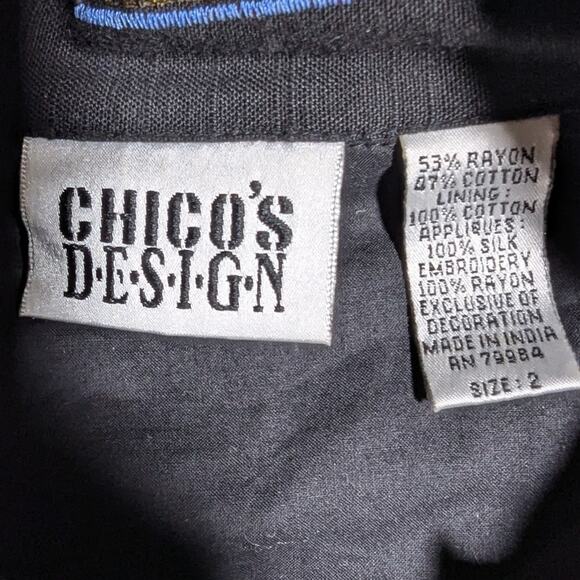 CHICO'S
D·E·S·I·G·N
53% RAYON
47% COTTON
LINING:
100% COTTON
APPLIQUES:
100% SILK
EMBROIDERY
100% RAYON
EXCLUSIVE OF
DECORATION
MADE IN INDIA
RN 79984
SIZE: 2